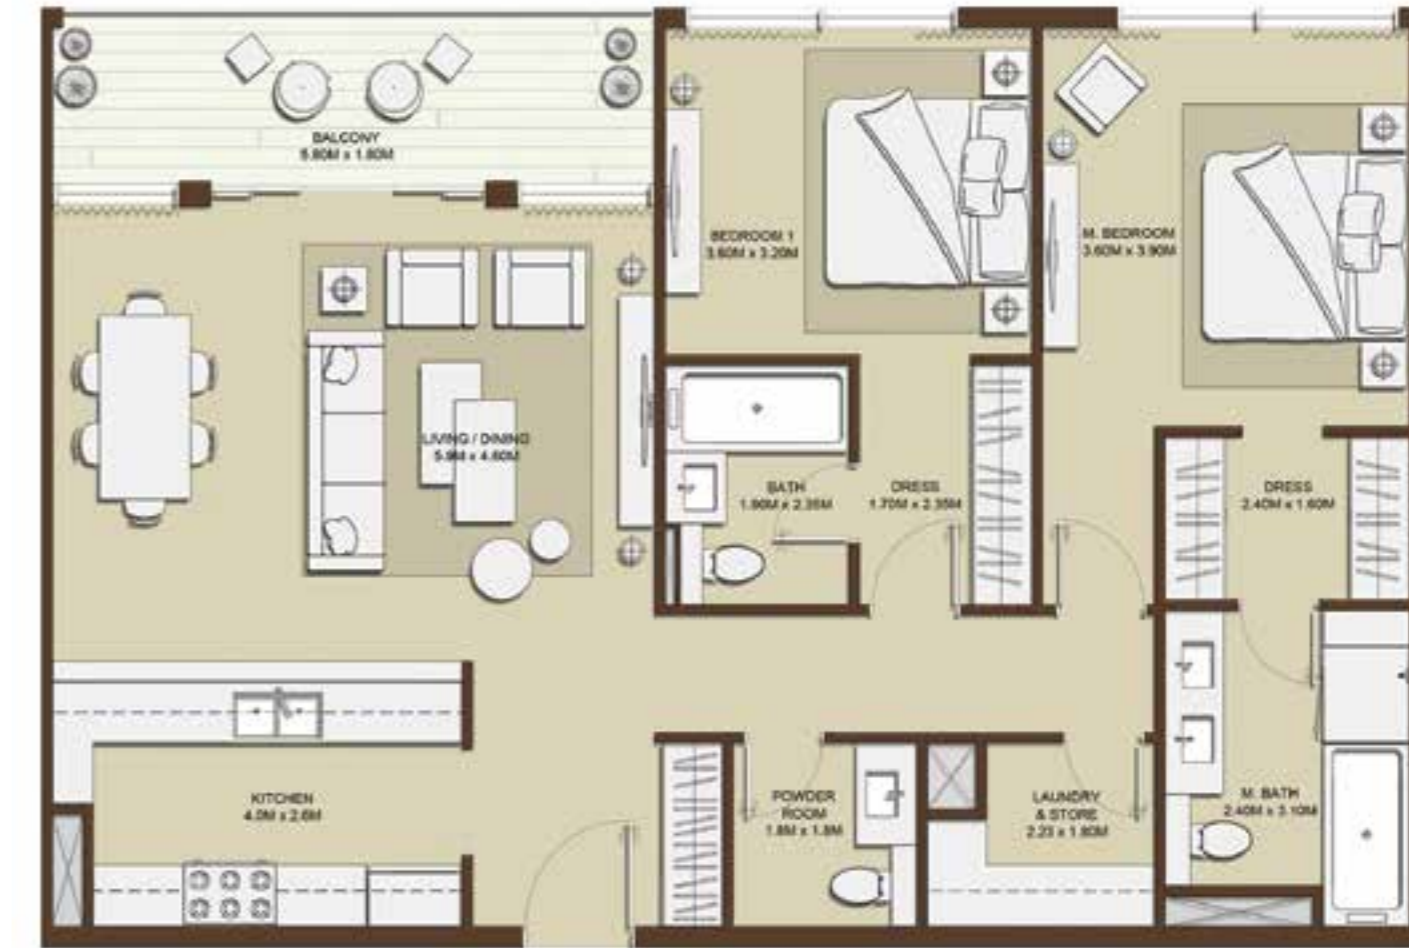 BALCONY
5.80M x 1.80M
BEDROOM 1
3.60M x 3.20M
M. BEDROOM
3.60M x 3.90M
LIVING / DINING
5.9M x 4.60M
BATH
1.90M x 2.35M
DRESS
1.70M x 2.35M
DRESS
2.40M x 1.60M
KITCHEN
4.0M x 2.6M
POWDER
ROOM
1.8M x 1.8M
LAUNDRY
& STORE
2.23 x 1.80M
M. BATH
2.40M x 3.10M